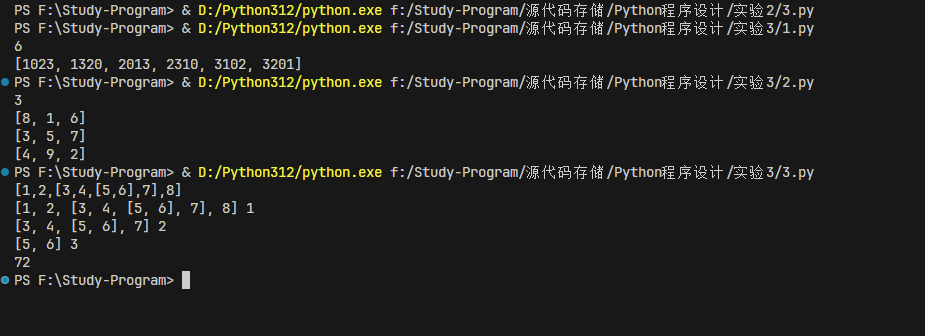 PS F:\Study-Program> & D:/Python312/python.exe f:/Study-Program/源代码存储/Python程序设计/实验2/3.py
PS F:\Study-Program> & D:/Python312/python.exe f:/Study-Program/源代码存储/Python程序设计/实验3/1.py
6
[1023, 1320, 2013, 2310, 3102, 3201]
PS F:\Study-Program> & D:/Python312/python.exe f:/Study-Program/源代码存储/Python程序设计/实验3/2.py
3
[8, 1, 6]
[3, 5, 7]
[4, 9, 2]
PS F:\Study-Program> & D:/Python312/python.exe f:/Study-Program/源代码存储/Python程序设计/实验3/3.py
[1,2,[3,4,[5,6],7],8]
[1, 2, [3, 4, [5, 6], 7], 8] 1
[3, 4, [5, 6], 7] 2
[5, 6] 3
72
PS F:\Study-Program>